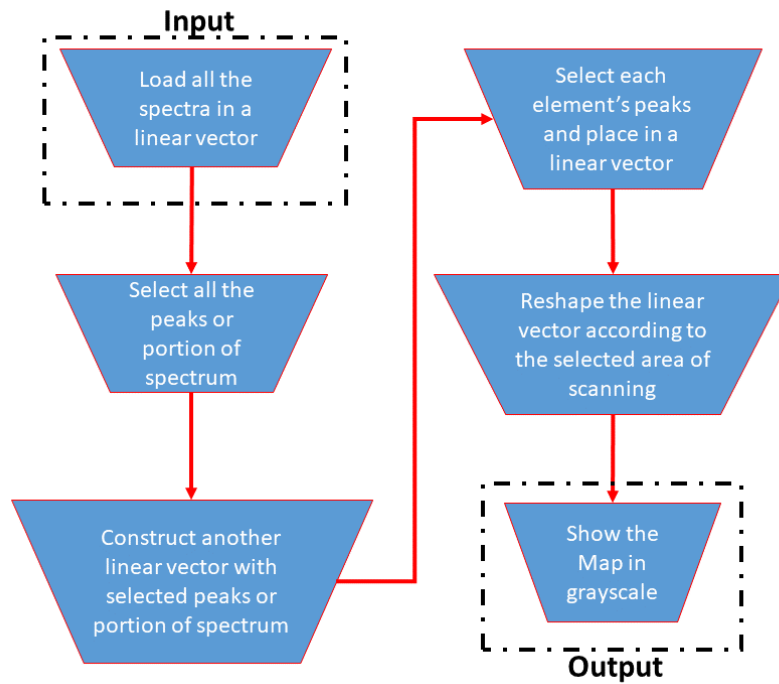 Input
Load all the
spectra in a
linear vector
Select all the
peaks or
portion of
spectrum
Construct another
linear vector with
selected peaks or
portion of spectrum
Select each
element’s peaks
and place in a
linear vector
Reshape the linear
vector according to
the selected area of
scanning
Show the
Map in
grayscale
Output